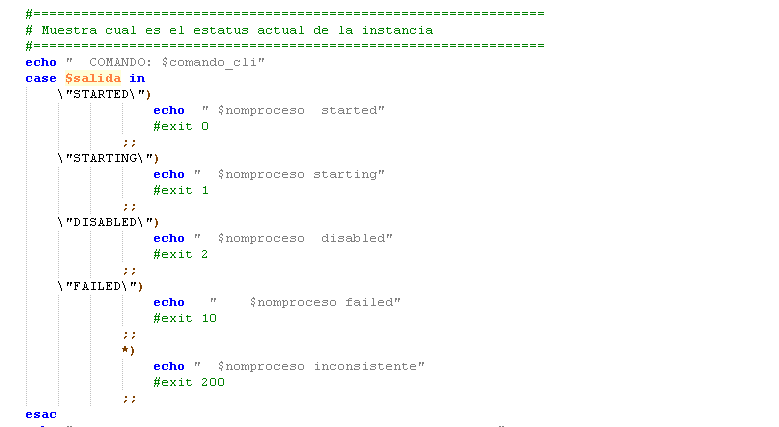 #================================================================
# Muestra cual es el estatus actual de la instancia
#================================================================
echo "  COMANDO: $comando_cli"
case $salida in
    \"STARTED\")
                echo  " $nomproceso  started"
                #exit 0
            ;;
    \"STARTING\")
                echo "  $nomproceso starting"
                #exit 1
            ;;
    \"DISABLED\")
                echo "  $nomproceso  disabled"
                #exit 2
            ;;
    \"FAILED\")
                echo   "    $nomproceso failed"
                #exit 10
            ;;
            *)
                echo "  $nomproceso inconsistente"
                #exit 200
            ;;
esac